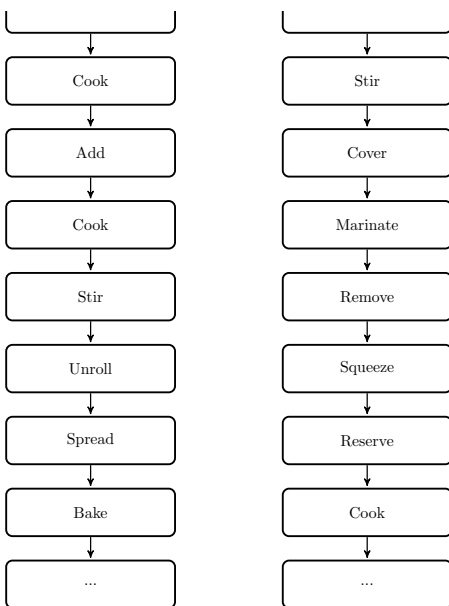 Cook
Add
Cook
Stir
Unroll
Spread
Bake
...
Stir
Cover
Marinate
Remove
Squeeze
Reserve
Cook
...